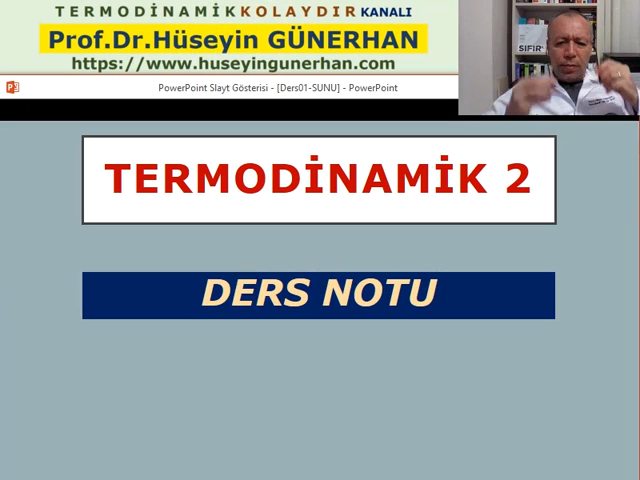 TERMODİNAMİKKOLAYDIR KANALI
Prof.Dr.Hüseyin GÜNERHAN
https://www.huseyingunerhan.com
PowerPoint Slayt Gösterisi - [Ders01-SUNU] - PowerPoint
SIFIR
TERMODİNAMİK 2
DERS NOTU